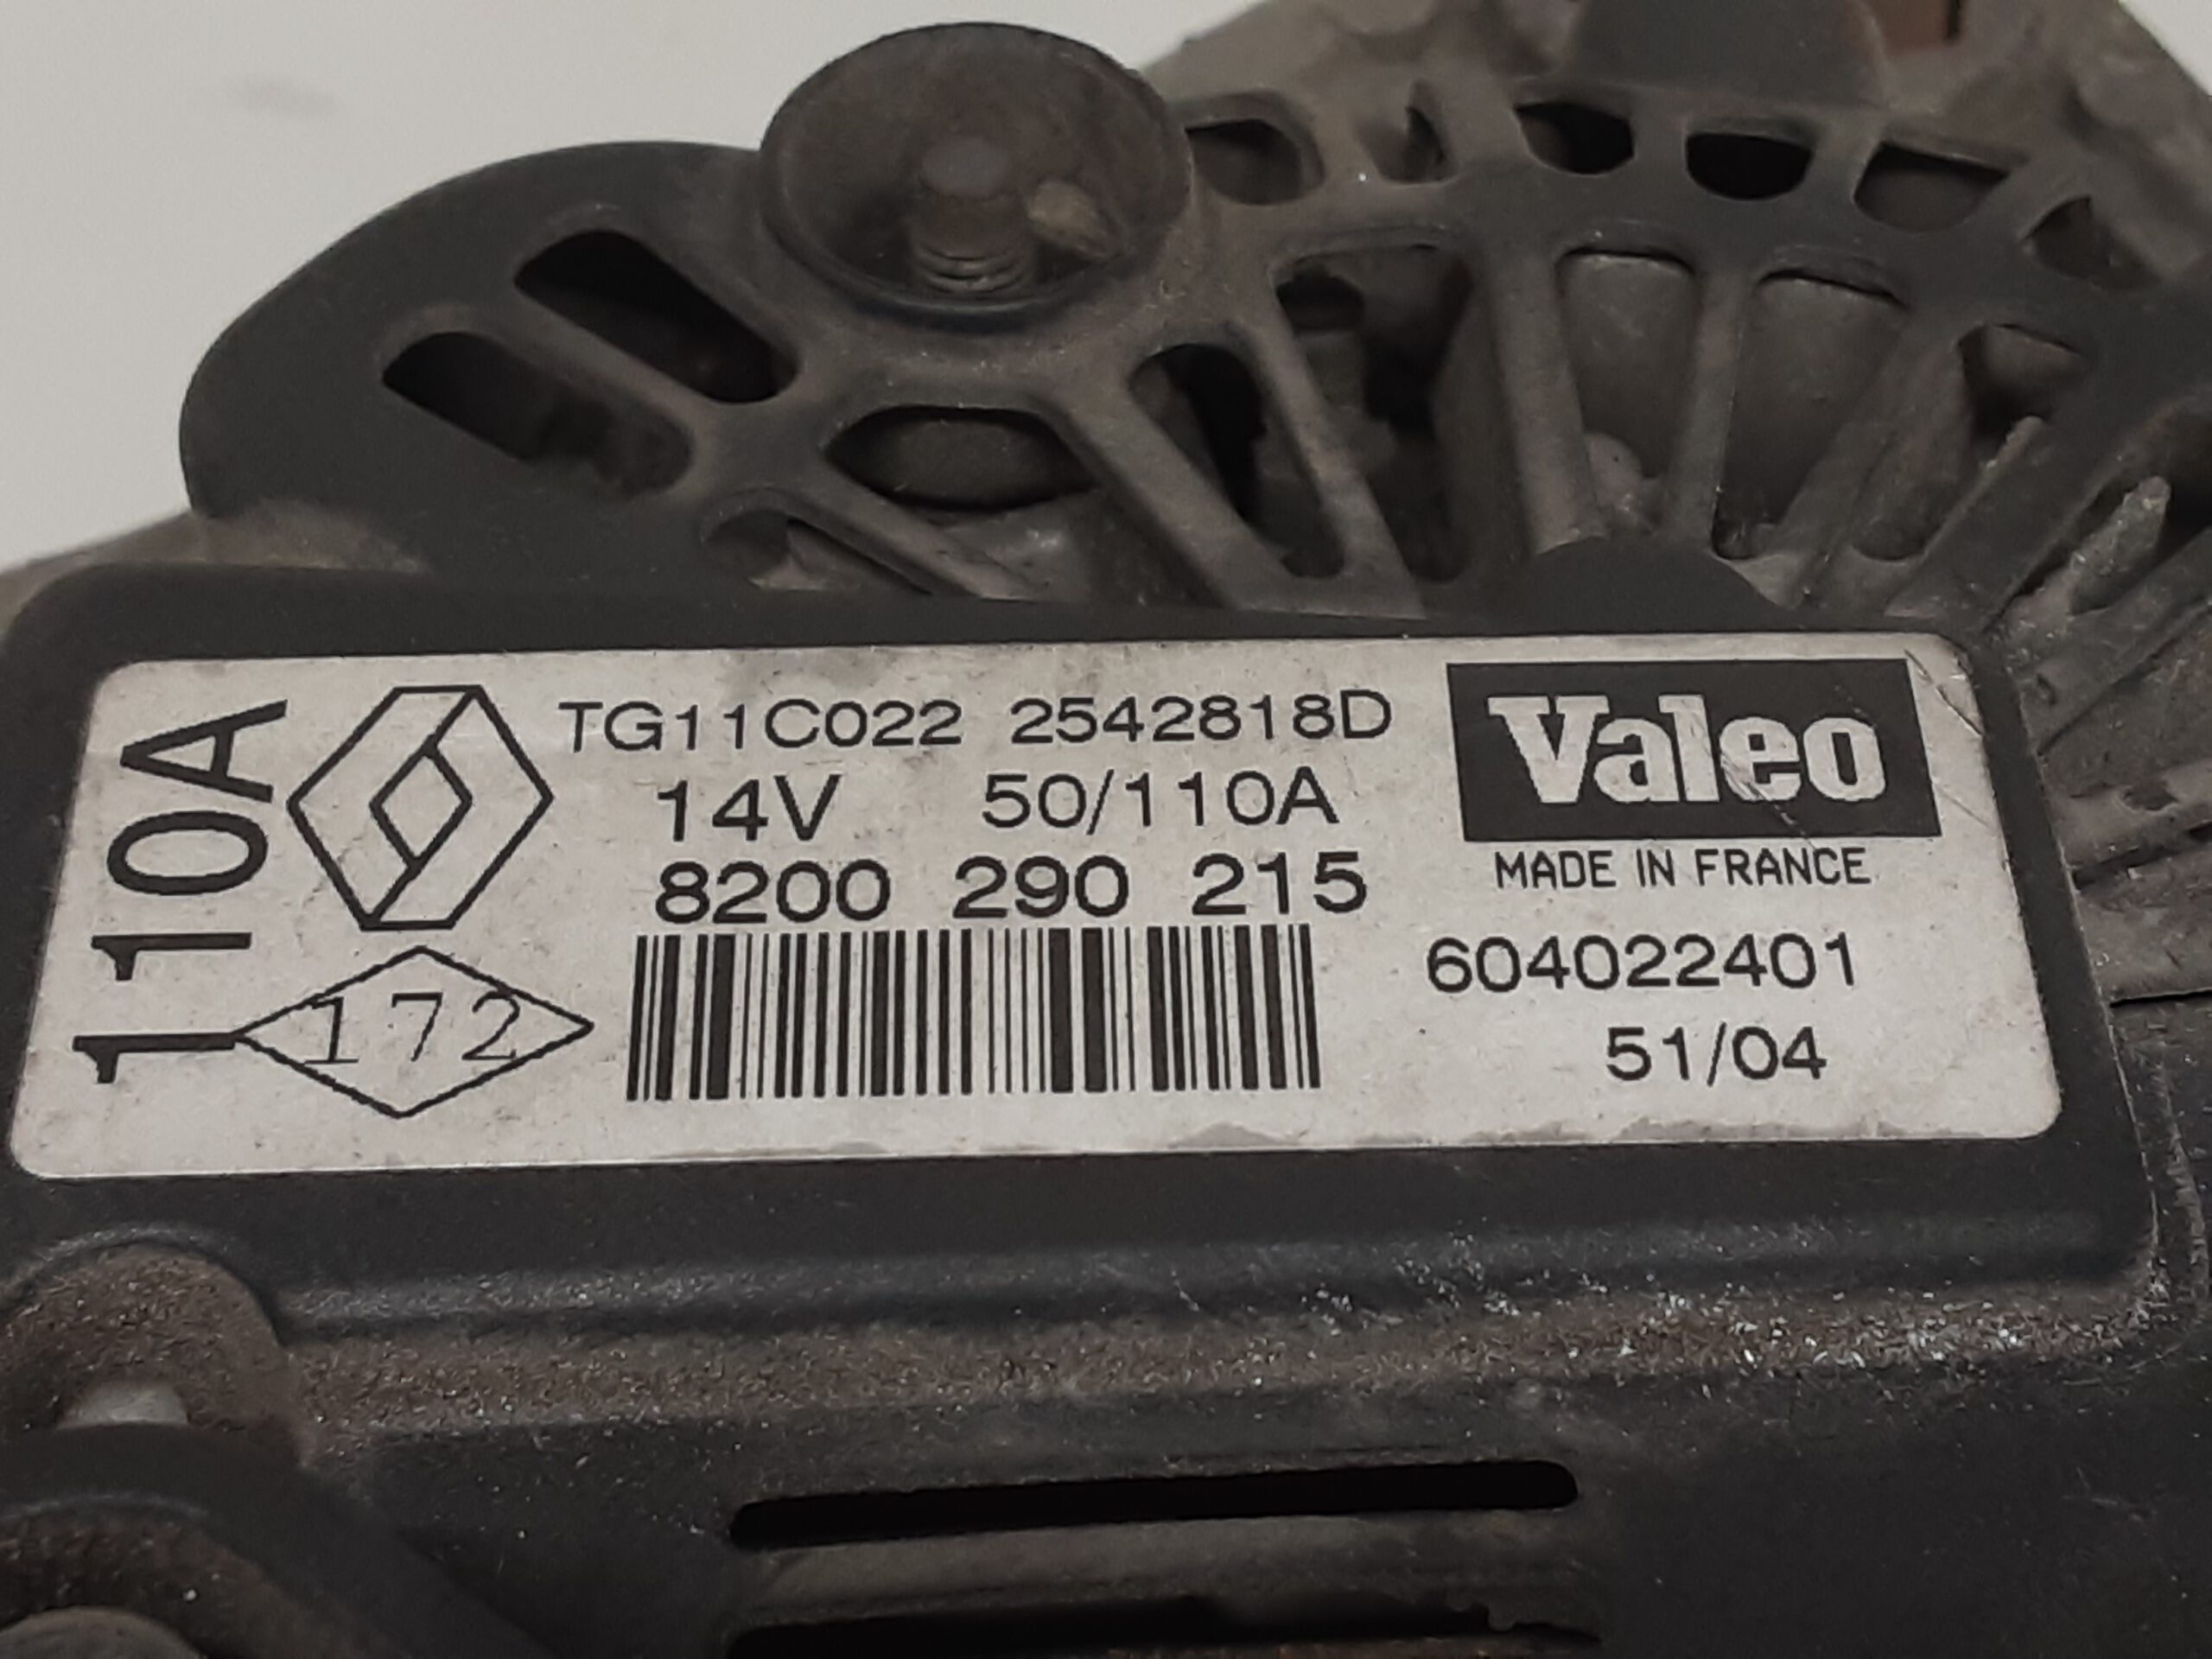 110A
TG11C022 2542818D
14V 50/110A
8200 290 215
172
Valeo
MADE IN FRANCE
604022401
51/04